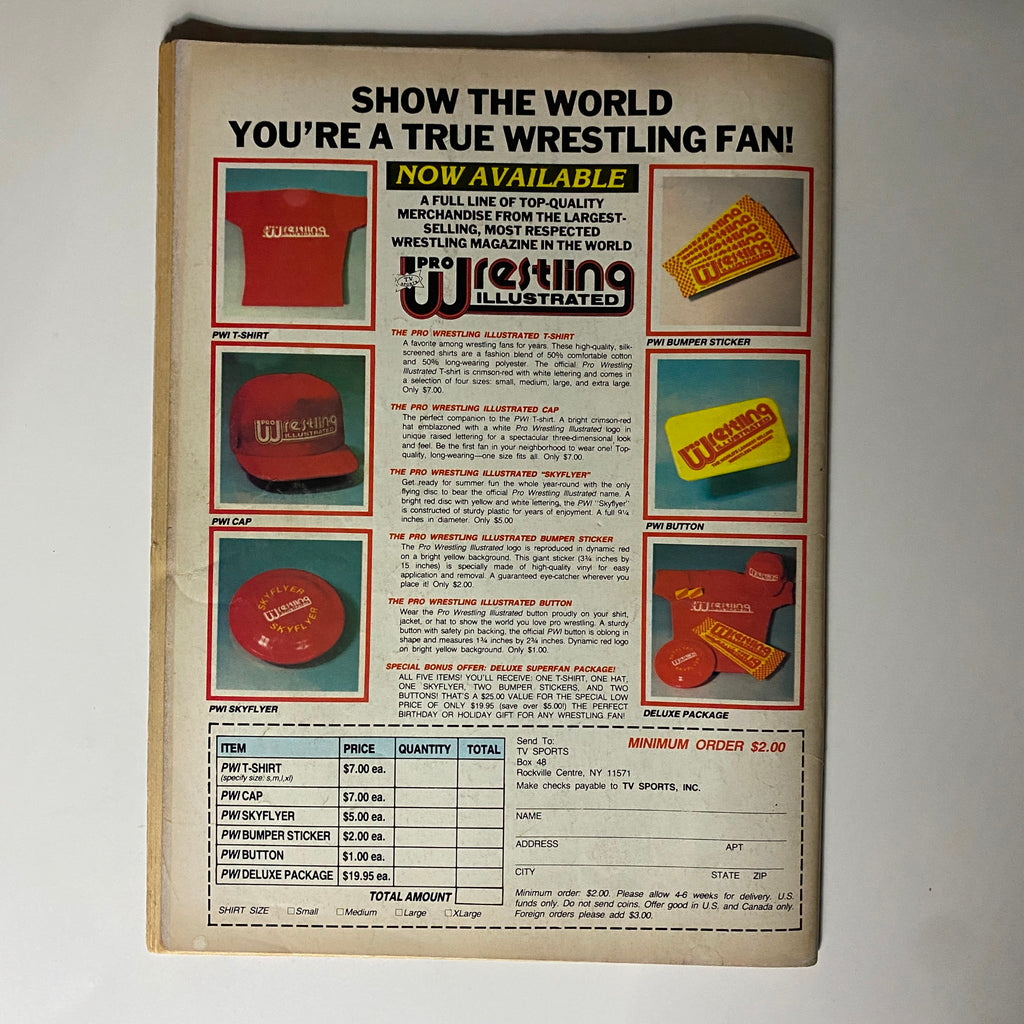 SHOW THE WORLD
YOU'RE A TRUE WRESTLING FAN!
NOW AVAILABLE
A FULL LINE OF TOP-QUALITY
MERCHANDISE FROM THE LARGEST-
SELLING, MOST RESPECTED
WRESTLING MAGAZINE IN THE WORLD
PRO
Wrestling
ILLUSTRATED
Wrestling
PWI T-SHIRT
PRO
Wrestling
ILLUSTRATED
PWI CAP
SKYFLYER
Wrestling
SKYFLYER
PWI SKYFLYER
THE PRO WRESTLING ILLUSTRATED T-SHIRT
A favorite among wrestling fans for years. These high-quality, silk-
screened shirts are a fashion blend of 50% comfortable cotton
and 50% long-wearing polyester. The official Pro Wrestling
Illustrated T-shirt is crimson-red with white lettering and comes in
a selection of four sizes: small, medium, large, and extra large.
Only $7.00.
THE PRO WRESTLING ILLUSTRATED CAP
The perfect companion to the PWI T-shirt. A bright crimson-red
hat emblazoned with a white Pro Wrestling Illustrated logo in
unique raised lettering for a spectacular three-dimensional look
and feel. Be the first fan in your neighborhood to wear one! Top-
quality, long-wearing—one size fits all. Only $7.00.
THE PRO WRESTLING ILLUSTRATED "SKYFLYER"
Get ready for summer fun the whole year-round with the only
flying disc to bear the official Pro Wrestling Illustrated name. A
bright red disc with yellow and white lettering, the PWI "Skyflyer"
is constructed of sturdy plastic for years of enjoyment. A full 9¼
inches in diameter. Only $5.00
THE PRO WRESTLING ILLUSTRATED BUMPER STICKER
The Pro Wrestling Illustrated logo is reproduced in dynamic red
on a bright yellow background. This giant sticker (3¾ inches by
15 inches) is specially made of high-quality vinyl for easy
application and removal. A guaranteed eye-catcher wherever you
place it! Only $2.00.
THE PRO WRESTLING ILLUSTRATED BUTTON
Wear the Pro Wrestling Illustrated button proudly on your shirt,
jacket, or hat to show the world you love pro wrestling. A sturdy
button with safety pin backing, the official PWI button is oblong in
shape and measures 1¾ inches by 2¾ inches. Dynamic red logo
on bright yellow background. Only $1.00.
SPECIAL BONUS OFFER: DELUXE SUPERFAN PACKAGE!
ALL FIVE ITEMS! YOU'LL RECEIVE: ONE T-SHIRT, ONE HAT,
ONE SKYFLYER, TWO BUMPER STICKERS, AND TWO
BUTTONS! THAT'S A $25.00 VALUE FOR THE SPECIAL LOW
PRICE OF ONLY $19.95 (save over $5.00!) THE PERFECT
BIRTHDAY OR HOLIDAY GIFT FOR ANY WRESTLING FAN!
Wrestling
ILLUSTRATED
PWI BUMPER STICKER
Wrestling
ILLUSTRATED
PWI BUTTON
Wrestling
DELUXE PACKAGE
ITEM PRICE QUANTITY TOTAL
PWI T-SHIRT $7.00 ea.
(specify size: s,m,l,xl)
PWI CAP $7.00 ea.
PWI SKYFLYER $5.00 ea.
PWI BUMPER STICKER $2.00 ea.
PWI BUTTON $1.00 ea.
PWI DELUXE PACKAGE $19.95 ea.
TOTAL AMOUNT
SHIRT SIZE □Small □Medium □Large □XLarge
Send To:
TV SPORTS
Box 48
Rockville Centre, NY 11571
MINIMUM ORDER $2.00
Make checks payable to TV SPORTS, INC.
NAME
ADDRESS APT
CITY STATE ZIP
Minimum order: $2.00. Please allow 4-6 weeks for delivery. U.S.
funds only. Do not send coins. Offer good in U.S. and Canada only.
Foreign orders please add $3.00.